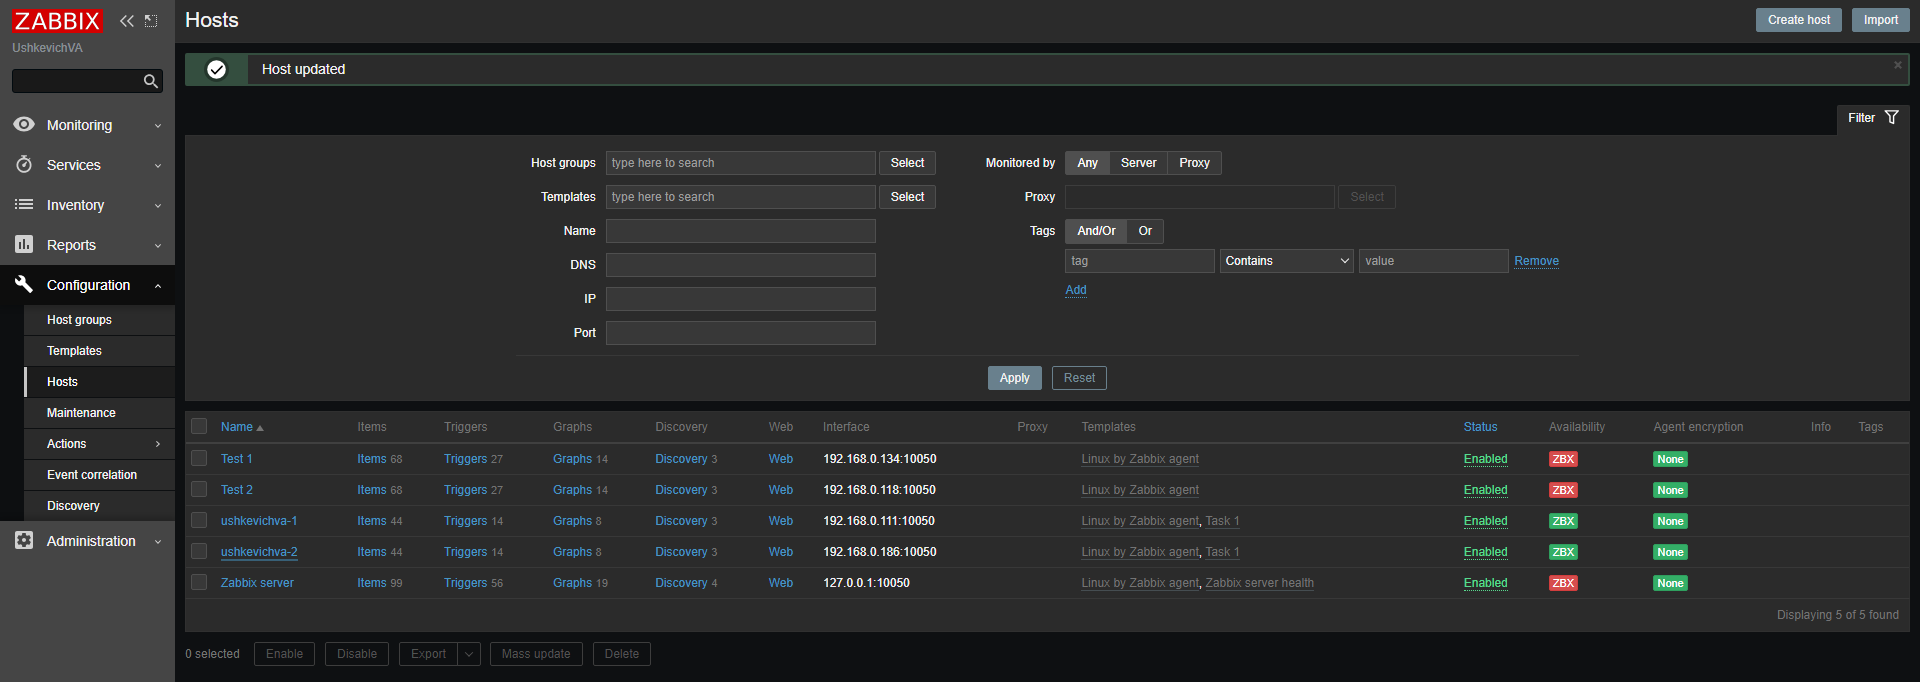 ZABBIX
UshkevichVA
Monitoring
Services
Inventory
Reports
Configuration
Host groups
Templates
Hosts
Maintenance
Actions
Event correlation
Discovery
Administration
Hosts
Create host
Import
Host updated
Filter
Host groups type here to search Select
Templates type here to search Select
Name
DNS
IP
Port
Monitored by Any Server Proxy
Proxy Select
Tags And/Or Or
tag Contains value Remove
Add
Apply Reset
Name Items Triggers Graphs Discovery Web Interface Proxy Templates Status Availability Agent encryption Info Tags
Test 1 Items 68 Triggers 27 Graphs 14 Discovery 3 Web 192.168.0.134:10050 Linux by Zabbix agent Enabled ZBX None
Test 2 Items 68 Triggers 27 Graphs 14 Discovery 3 Web 192.168.0.118:10050 Linux by Zabbix agent Enabled ZBX None
ushkevichva-1 Items 44 Triggers 14 Graphs 8 Discovery 3 Web 192.168.0.111:10050 Linux by Zabbix agent, Task 1 Enabled ZBX None
ushkevichva-2 Items 44 Triggers 14 Graphs 8 Discovery 3 Web 192.168.0.186:10050 Linux by Zabbix agent, Task 1 Enabled ZBX None
Zabbix server Items 99 Triggers 56 Graphs 19 Discovery 4 Web 127.0.0.1:10050 Linux by Zabbix agent, Zabbix server health Enabled ZBX None
Displaying 5 of 5 found
0 selected Enable Disable Export Mass update Delete